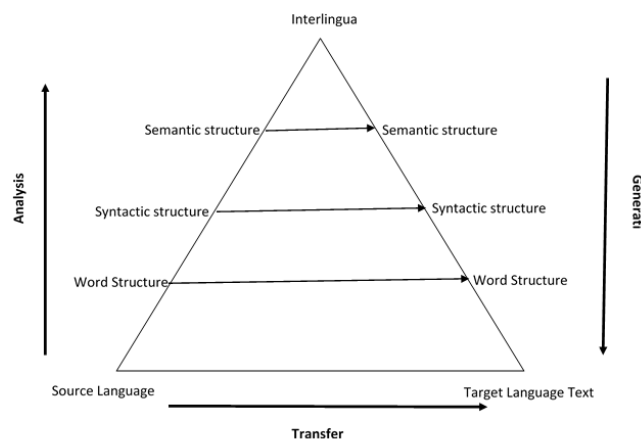 Interlingua
Semantic structure
Semantic structure
Analysis
Syntactic structure
Syntactic structure
Generati
Word Structure
Word Structure
Source Language
Target Language Text
Transfer